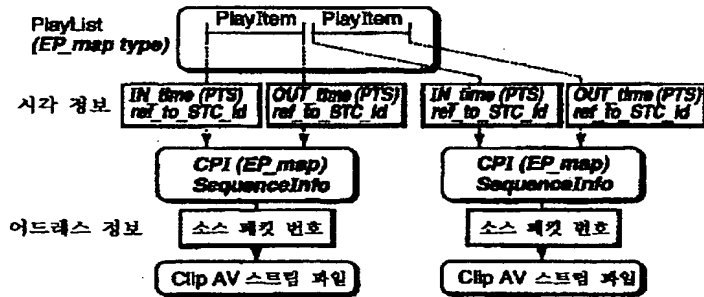 PlayList
(EP_map type)
PlayItem PlayItem
시각 정보
IN_time (PTS)
ref_to_STC_id
OUT_time (PTS)
ref_to_STC_id
IN_time (PTS)
ref_to_STC_id
OUT_time (PTS)
ref_to_STC_id
CPI (EP_map)
SequenceInfo
CPI (EP_map)
SequenceInfo
어드레스 정보
소스 패킷 번호
소스 패킷 번호
Clip AV 스트림 파일
Clip AV 스트림 파일